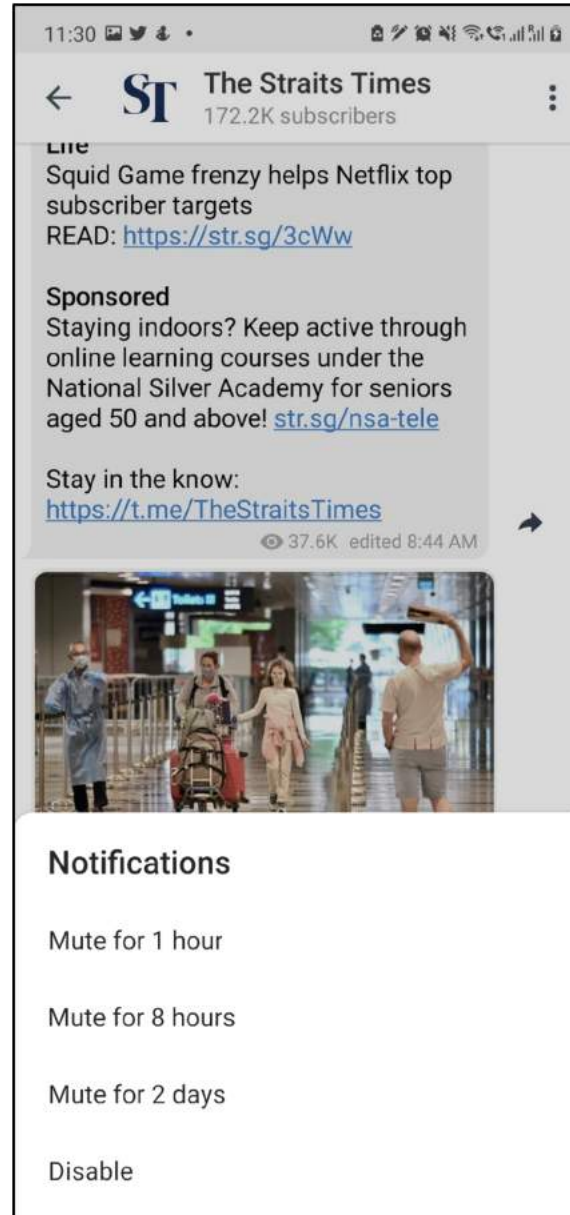 11:30
ST The Straits Times
172.2K subscribers
Life
Squid Game frenzy helps Netflix top
subscriber targets
READ: https://str.sg/3cWw
Sponsored
Staying indoors? Keep active through
online learning courses under the
National Silver Academy for seniors
aged 50 and above! str.sg/nsa-tele
Stay in the know:
https://t.me/TheStraitsTimes
37.6K edited 8:44 AM
Toilets
Notifications
Mute for 1 hour
Mute for 8 hours
Mute for 2 days
Disable